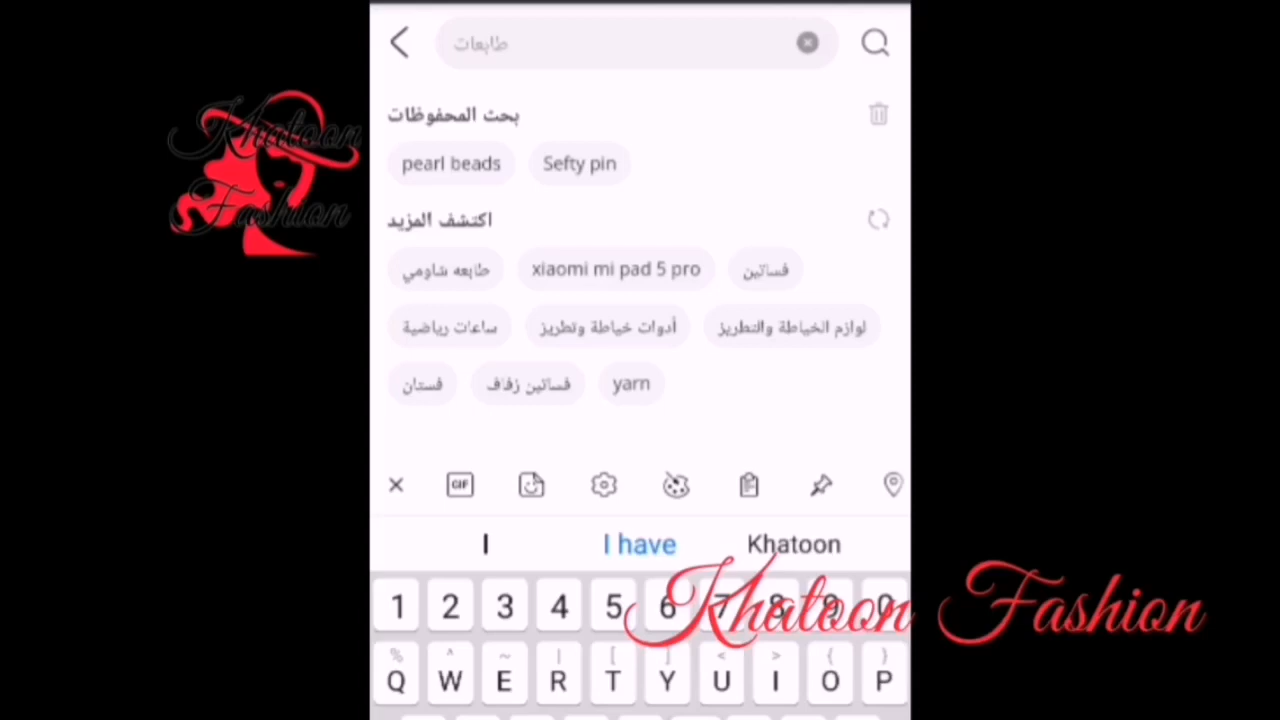 طابعات
بحث المحفوظات
pearl beads
Sefty pin
اكتشف المزيد
طابعه شاومي
xiaomi mi pad 5 pro
فساتين
ساعات رياضية
أدوات خياطة وتطريز
لوازم الخياطة والتطريز
فستان
فساتين زفاف
yarn
GIF
I
I have
Khatoon
1 2 3 4 5 6 7 8 9 0
% ^ ~ | [ ] < > { }
Q W E R T Y U I O P
Khatoon
Fashion
Khatoon Fashion